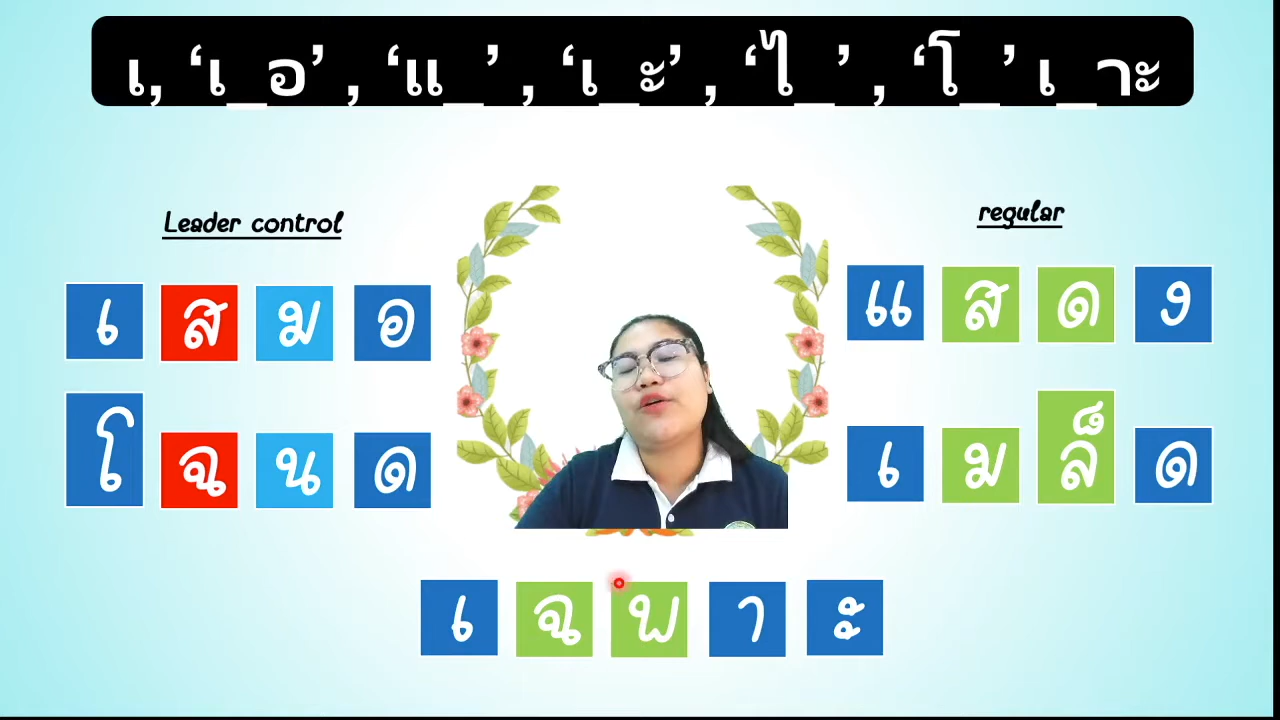 เ, ‘เ_อ’ , ‘แ_’ , ‘เ_ะ’ , ‘ไ_’ , ‘โ_’ เ_าะ
Leader control
regular
เ ส ม อ
แ ส ด ง
โ ฉ น ด
เ ม ล็ ด
เ ฉ พ า ะ